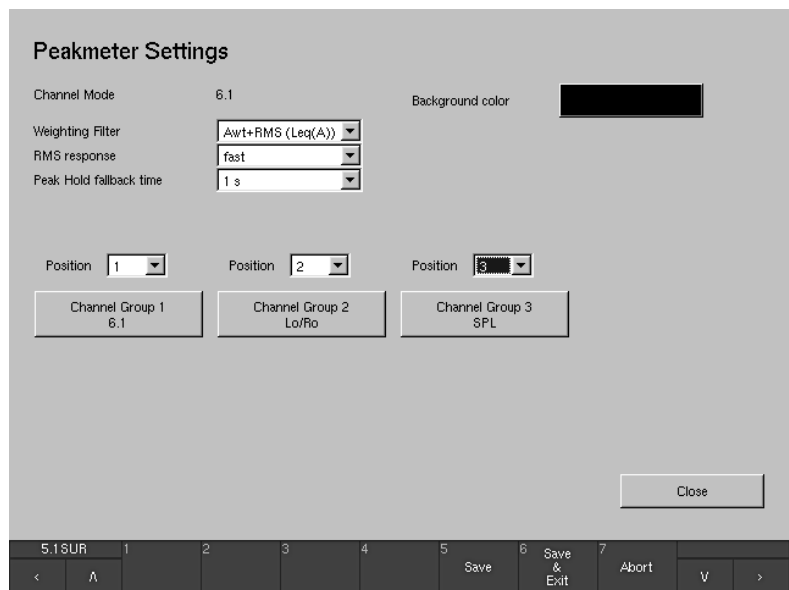 Peakmeter Settings
Channel Mode 6.1
Background color
Weighting Filter Awt+RMS (Leq(A))
RMS response fast
Peak Hold fallback time 1 s
Position 1 Position 2 Position 3
Channel Group 1
6.1
Channel Group 2
Lo/Ro
Channel Group 3
SPL
Close
5.1SUR 1 2 3 4 5 6 7
Save
Save
&
Exit
Abort
< Λ V >